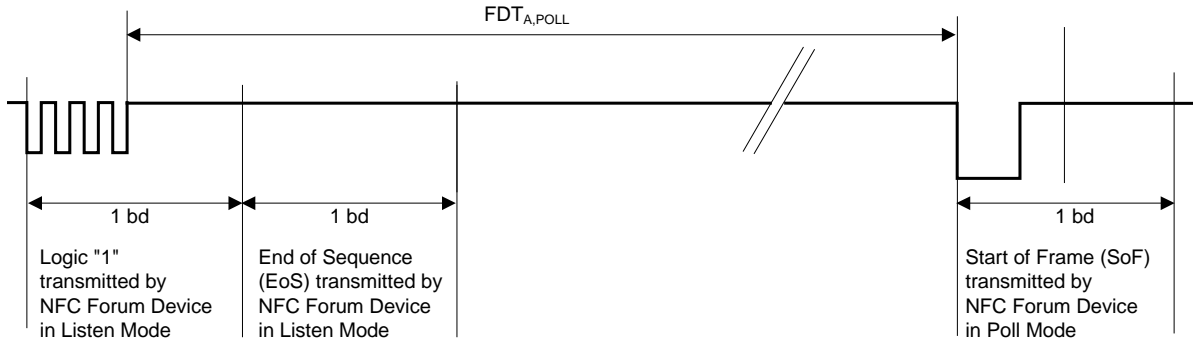 FDTA,POLL
1 bd
1 bd
1 bd
Logic "1"
transmitted by
NFC Forum Device
in Listen Mode
End of Sequence
(EoS) transmitted by
NFC Forum Device
in Listen Mode
Start of Frame (SoF)
transmitted by
NFC Forum Device
in Poll Mode